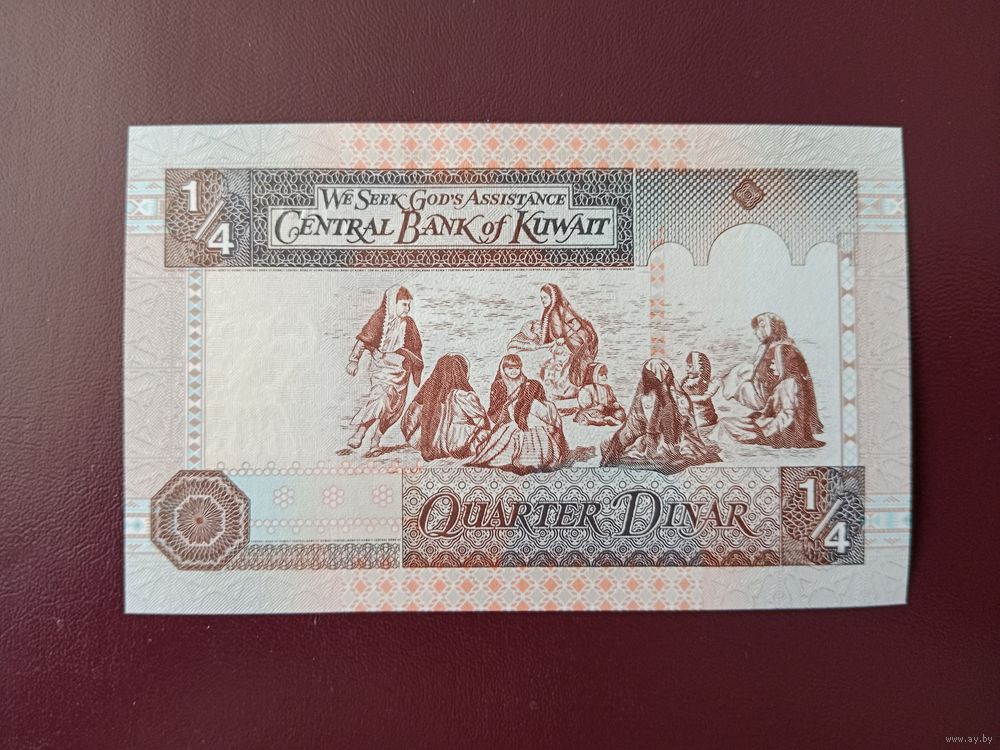 1/4
WE SEEK GOD'S ASSISTANCE
CENTRAL BANK of KUWAIT
QUARTER DINAR
1/4
www.ay.by